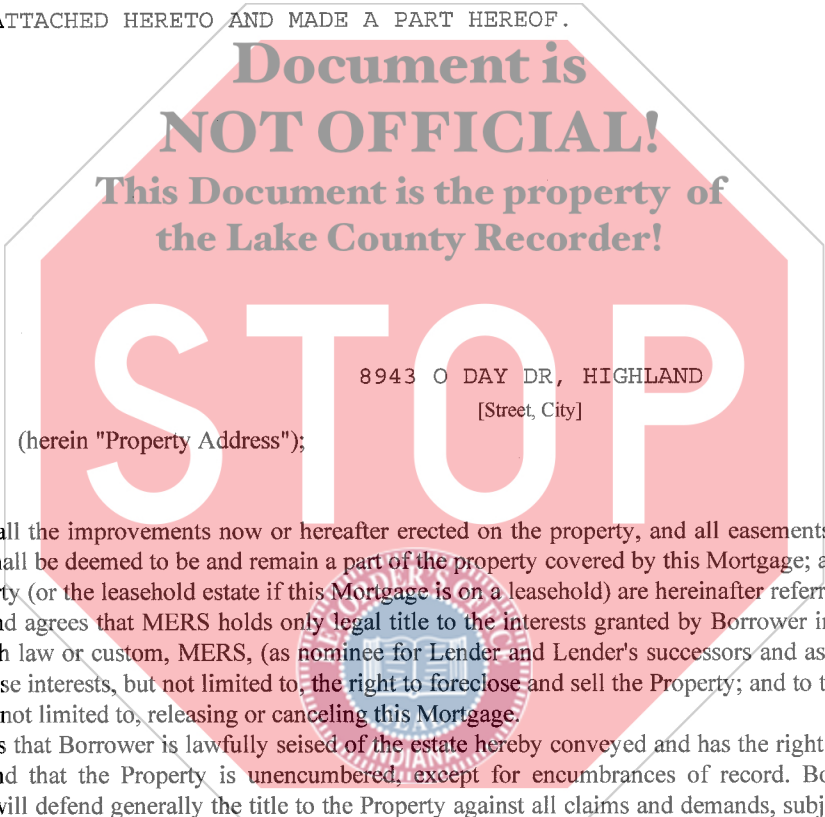 ATTACHED HERETO AND MADE A PART HEREOF.
Document is
NOT OFFICIAL!
This Document is the property of
the Lake County Recorder!
STOP
8943 O DAY DR, HIGHLAND
[Street, City]
(herein "Property Address");
all the improvements now or hereafter erected on the property, and all easements
all be deemed to be and remain a part of the property covered by this Mortgage; a
ty (or the leasehold estate if this Mortgage is on a leasehold) are hereinafter referr
d agrees that MERS holds only legal title to the interests granted by Borrower i
h law or custom, MERS, (as nominee for Lender and Lender's successors and as
se interests, but not limited to, the right to foreclose and sell the Property; and to t
not limited to, releasing or canceling this Mortgage.
s that Borrower is lawfully seised of the estate hereby conveyed and has the right
nd that the Property is unencumbered, except for encumbrances of record. Bo
will defend generally the title to the Property against all claims and demands, subj
RECORDER'S OFFICE
SEAL
INDIANA